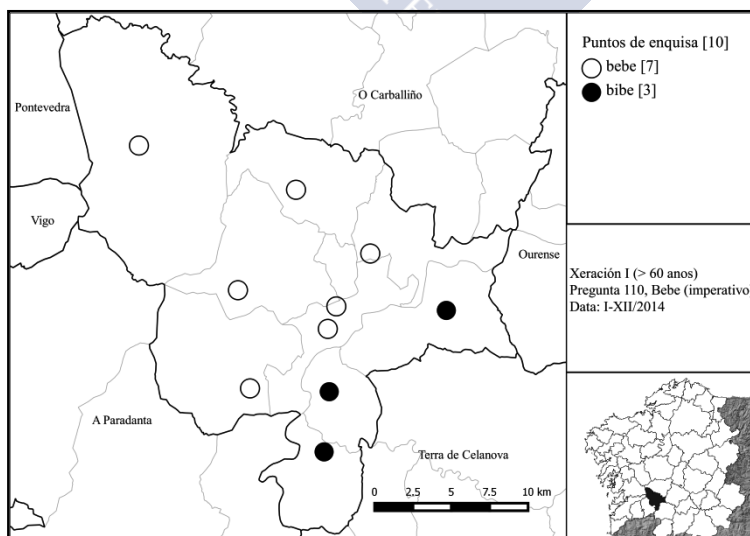 Puntos de enquisa [10]
bebe [7]
bibe [3]
O Carballiño
Pontevedra
Vigo
Ourense
Xeración I (> 60 anos)
Pregunta 110, Bebe (imperativo)
Data: I-XII/2014
A Paradanta
Terra de Celanova
0 2,5 5 7,5 10 km